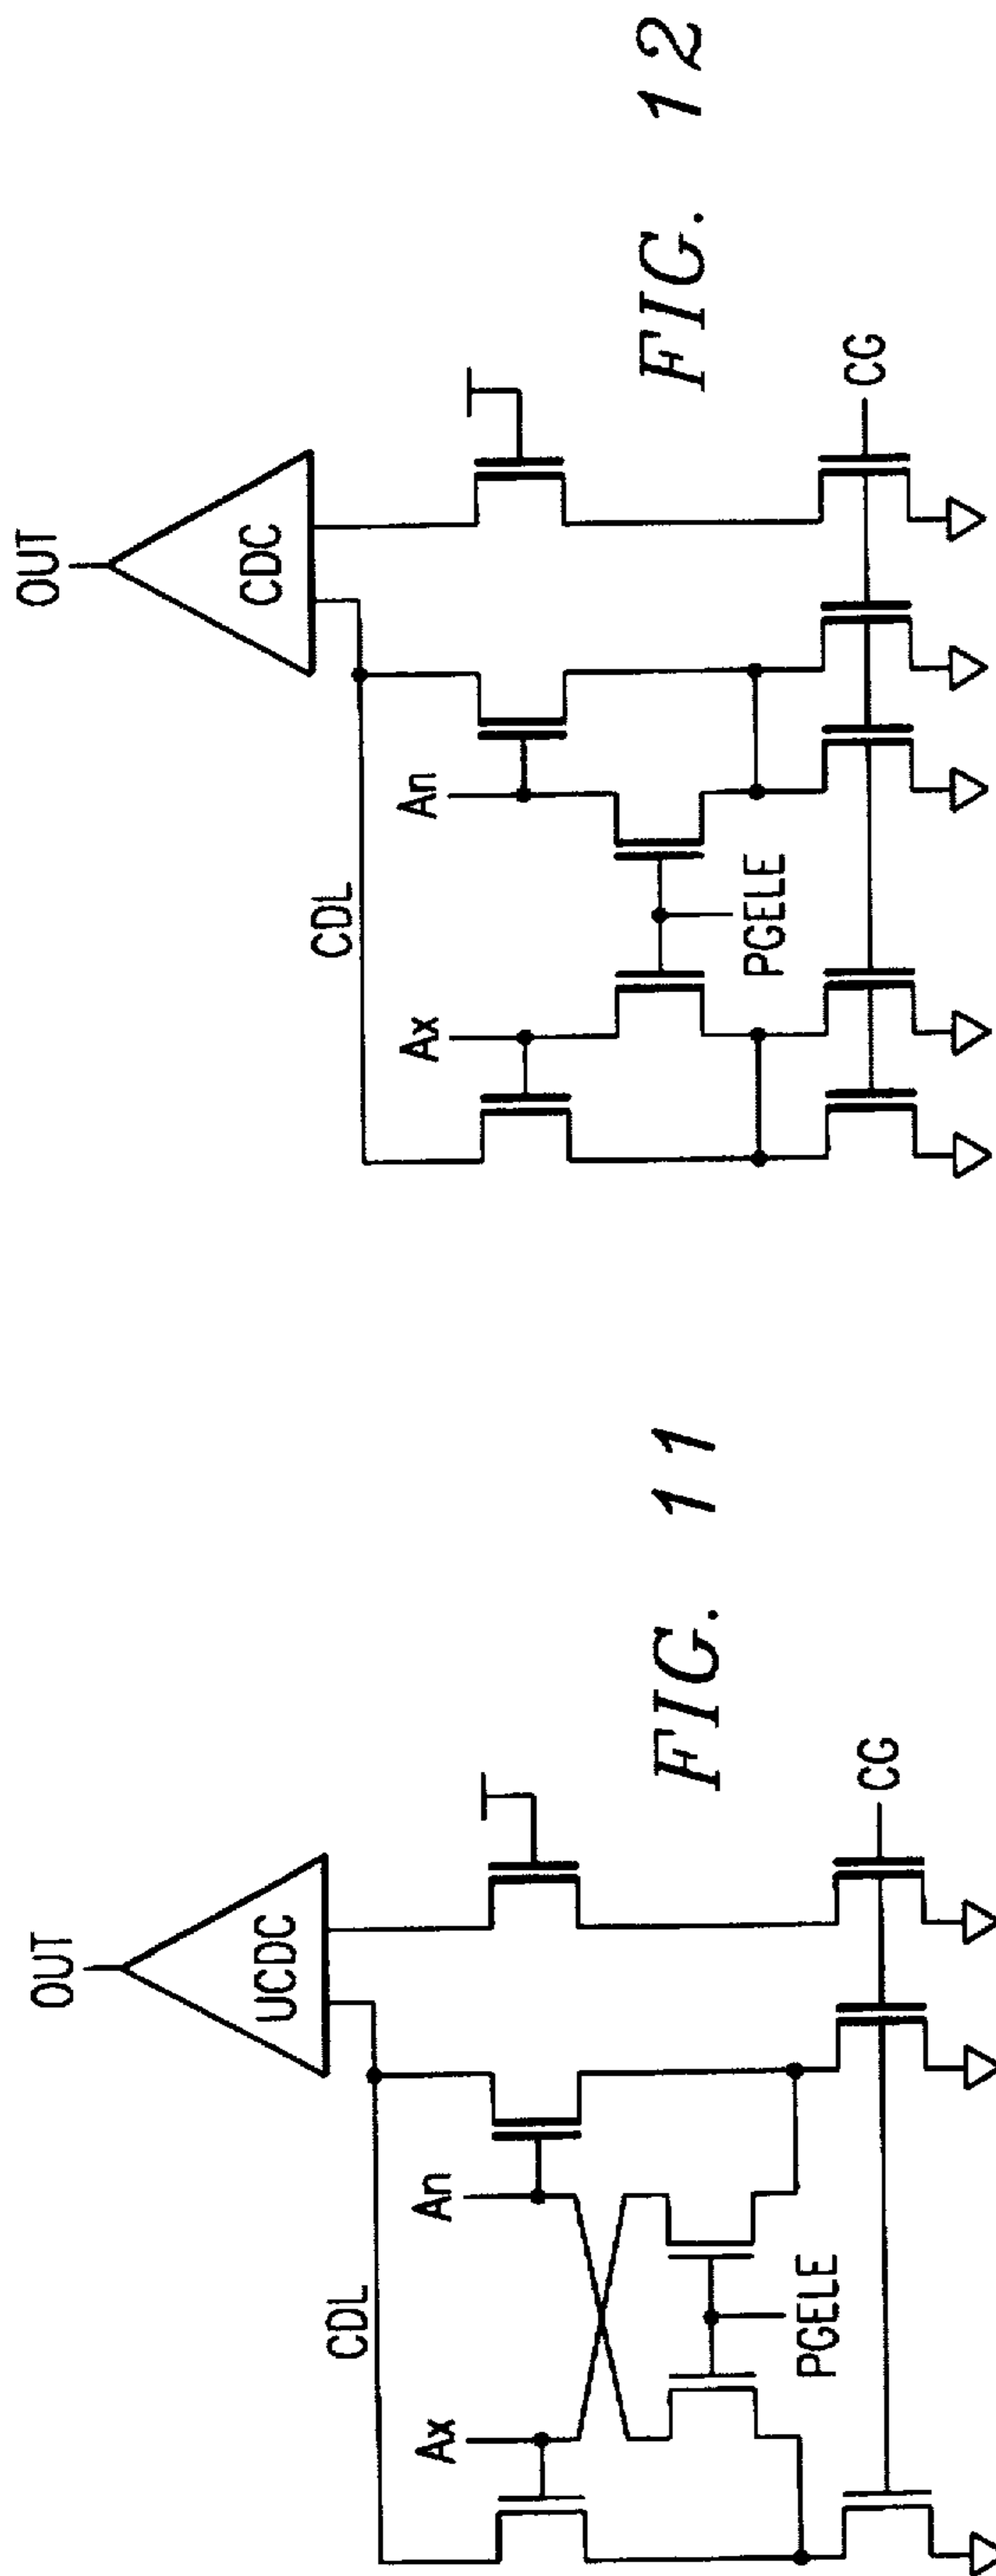 OUT
CDC
CDL
An
Ax
PGELE
CG
FIG. 12
OUT
UCDC
CDL
An
Ax
PGELE
CG
FIG. 11